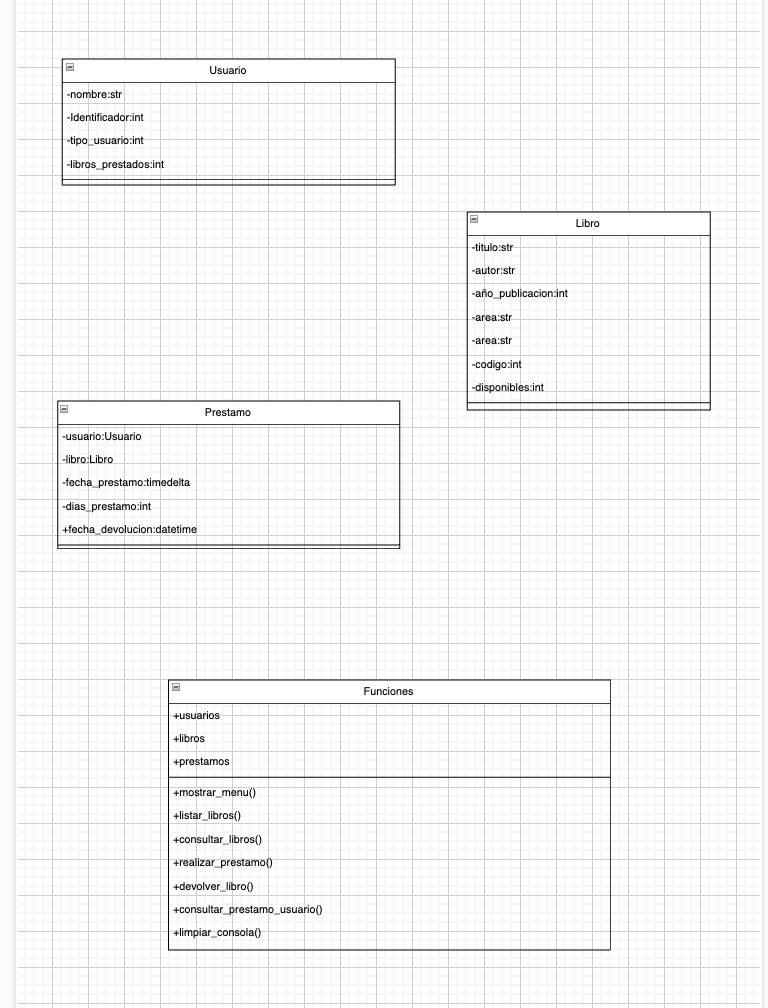 Usuario
-nombre:str
-Identificador:int
-tipo_usuario:int
-libros_prestados:int
Libro
-titulo:str
-autor:str
-año_publicacion:int
-area:str
-area:str
-codigo:int
-disponibles:int
Prestamo
-usuario:Usuario
-libro:Libro
-fecha_prestamo:timedelta
-dias_prestamo:int
+fecha_devolucion:datetime
Funciones
+usuarios
+libros
+prestamos
+mostrar_menu()
+listar_libros()
+consultar_libros()
+realizar_prestamo()
+devolver_libro()
+consultar_prestamo_usuario()
+limpiar_consola()